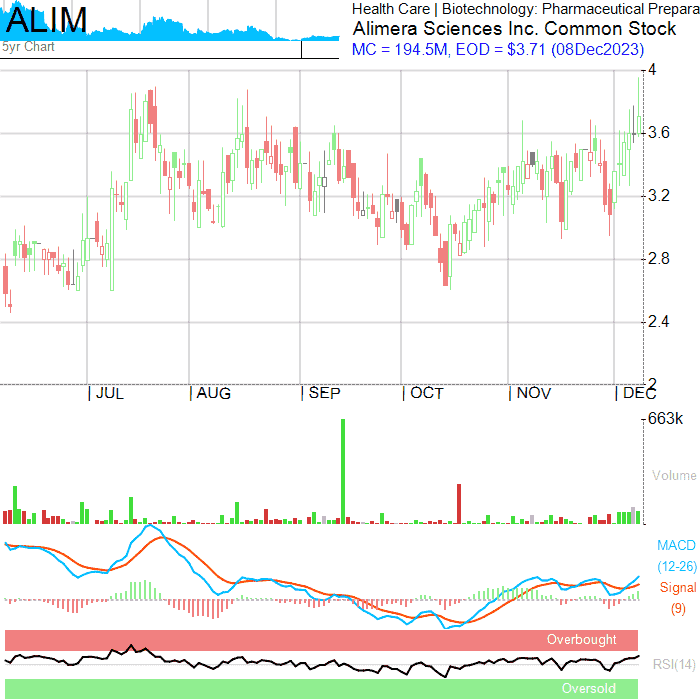 ALIM
5yr Chart
Health Care | Biotechnology: Pharmaceutical Prepara
Alimera Sciences Inc. Common Stock
MC = 194.5M, EOD = $3.71 (08Dec2023)
4
3.6
3.2
2.8
2.4
2
| JUL | AUG | SEP | OCT | NOV | DEC
663k
Volume
MACD
(12-26)
Signal
(9)
Overbought
RSI(14)
Oversold